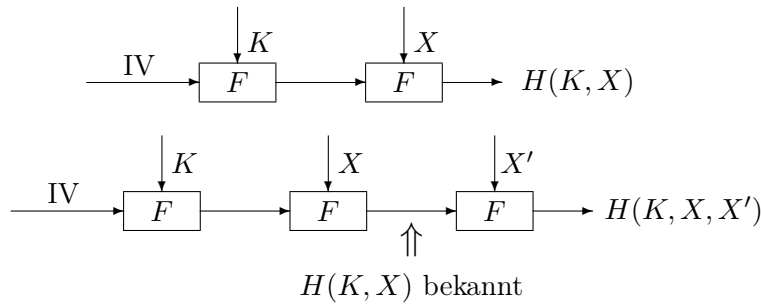 K X
IV F F H(K, X)
K X X′
IV F F F H(K, X, X′)
⇑
H(K, X) bekannt